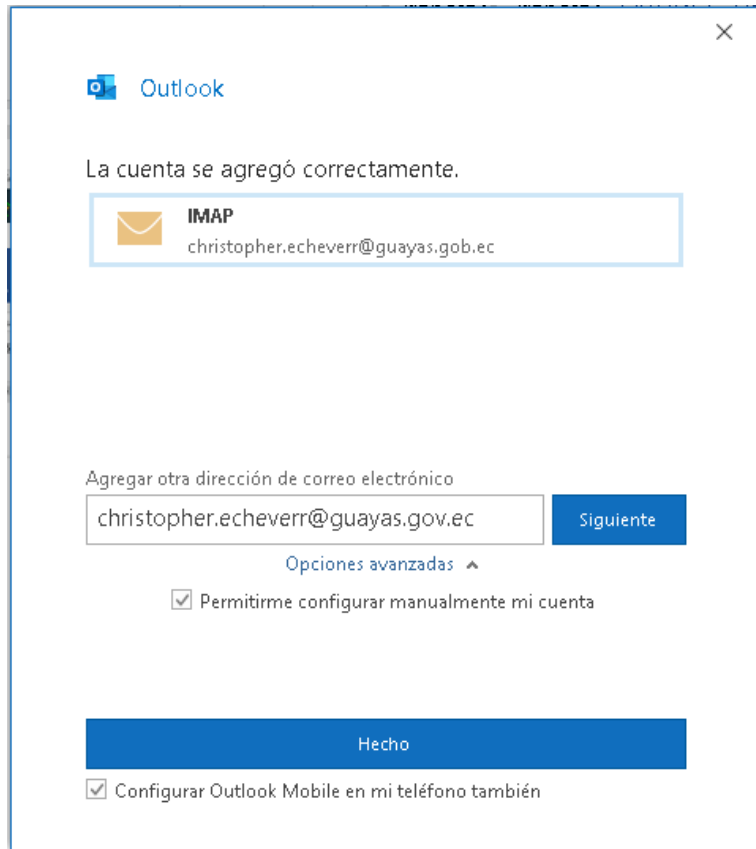 Outlook
La cuenta se agregó correctamente.
IMAP
christopher.echeverr@guayas.gob.ec
Agregar otra dirección de correo electrónico
christopher.echeverr@guayas.gov.ec
Siguiente
Opciones avanzadas
Permitirme configurar manualmente mi cuenta
Hecho
Configurar Outlook Mobile en mi teléfono también